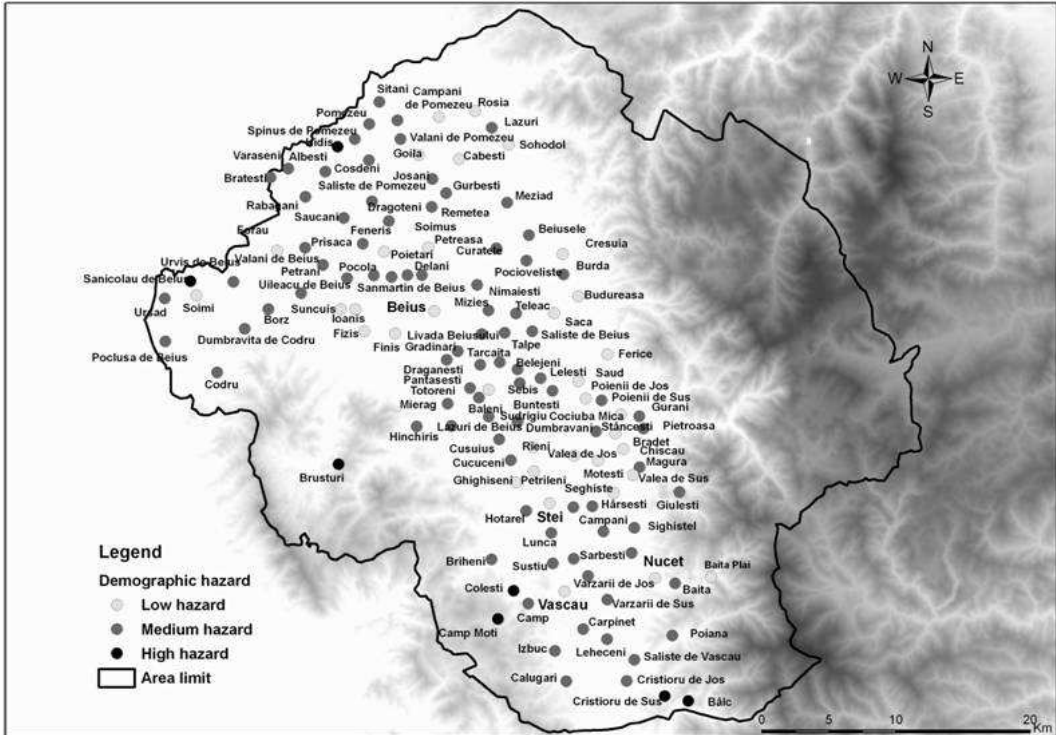 N
W E
S
Sitani
Campani
de Pomezeu
Rosia
Pomezeu
Lazuri
Spinus de Pomezeu
Valani de Pomezeu
Vidis
Sohodol
Varaseni
Albesti
Goila
Cabesti
Cosdeni
Bratesti
Josani
Saliste de Pomezeu
Gurbesti
Meziad
Rabagani
Dragoteni
Remetea
Saucani
Soimus
Forau
Feneris
Beiusele
Prisaca
Petreasa
Curatele
Cresuia
Urvis de Beius
Valani de Beius
Poietari
Pocioveliste
Sanicolau de Beius
Petrani
Pocola
Delani
Burda
Uileacu de Beius
Sanmartin de Beius
Nimaiesti
Budureasa
Ursad
Soimi
Suncuis
Beius
Mizies
Teleac
Borz
Ioanis
Saca
Dumbravita de Codru
Fizis
Finis
Livada Beiusului
Saliste de Beius
Gradinari
Talpe
Poclusa de Beius
Tarcaita
Ferice
Draganesti
Belejeni
Codru
Pantasesti
Lelesti
Saud
Totoreni
Sebis
Poienii de Jos
Mierag
Baleni
Buntesti
Poienii de Sus
Sudrigiu
Cociuba Mica
Gurani
Hinchiris
Lazuri de Beius
Dumbravani
Stâncesti
Pietroasa
Cusuius
Rieni
Bradet
Valea de Jos
Chiscau
Cucuceni
Magura
Brusturi
Ghighiseni
Petrileni
Motesti
Valea de Sus
Seghiste
Hârsesti
Giulesti
Hotarel
Stei
Campani
Sighistel
Lunca
Briheni
Sarbesti
Nucet
Sustiu
Baita Plai
Colesti
Varzarii de Jos
Baita
Vascau
Varzarii de Sus
Camp
Camp Moti
Carpinet
Poiana
Izbuc
Leheceni
Saliste de Vascau
Calugari
Cristioru de Jos
Cristioru de Sus
Bâlc
Legend
Demographic hazard
Low hazard
Medium hazard
High hazard
Area limit
0 5 10 20
Km